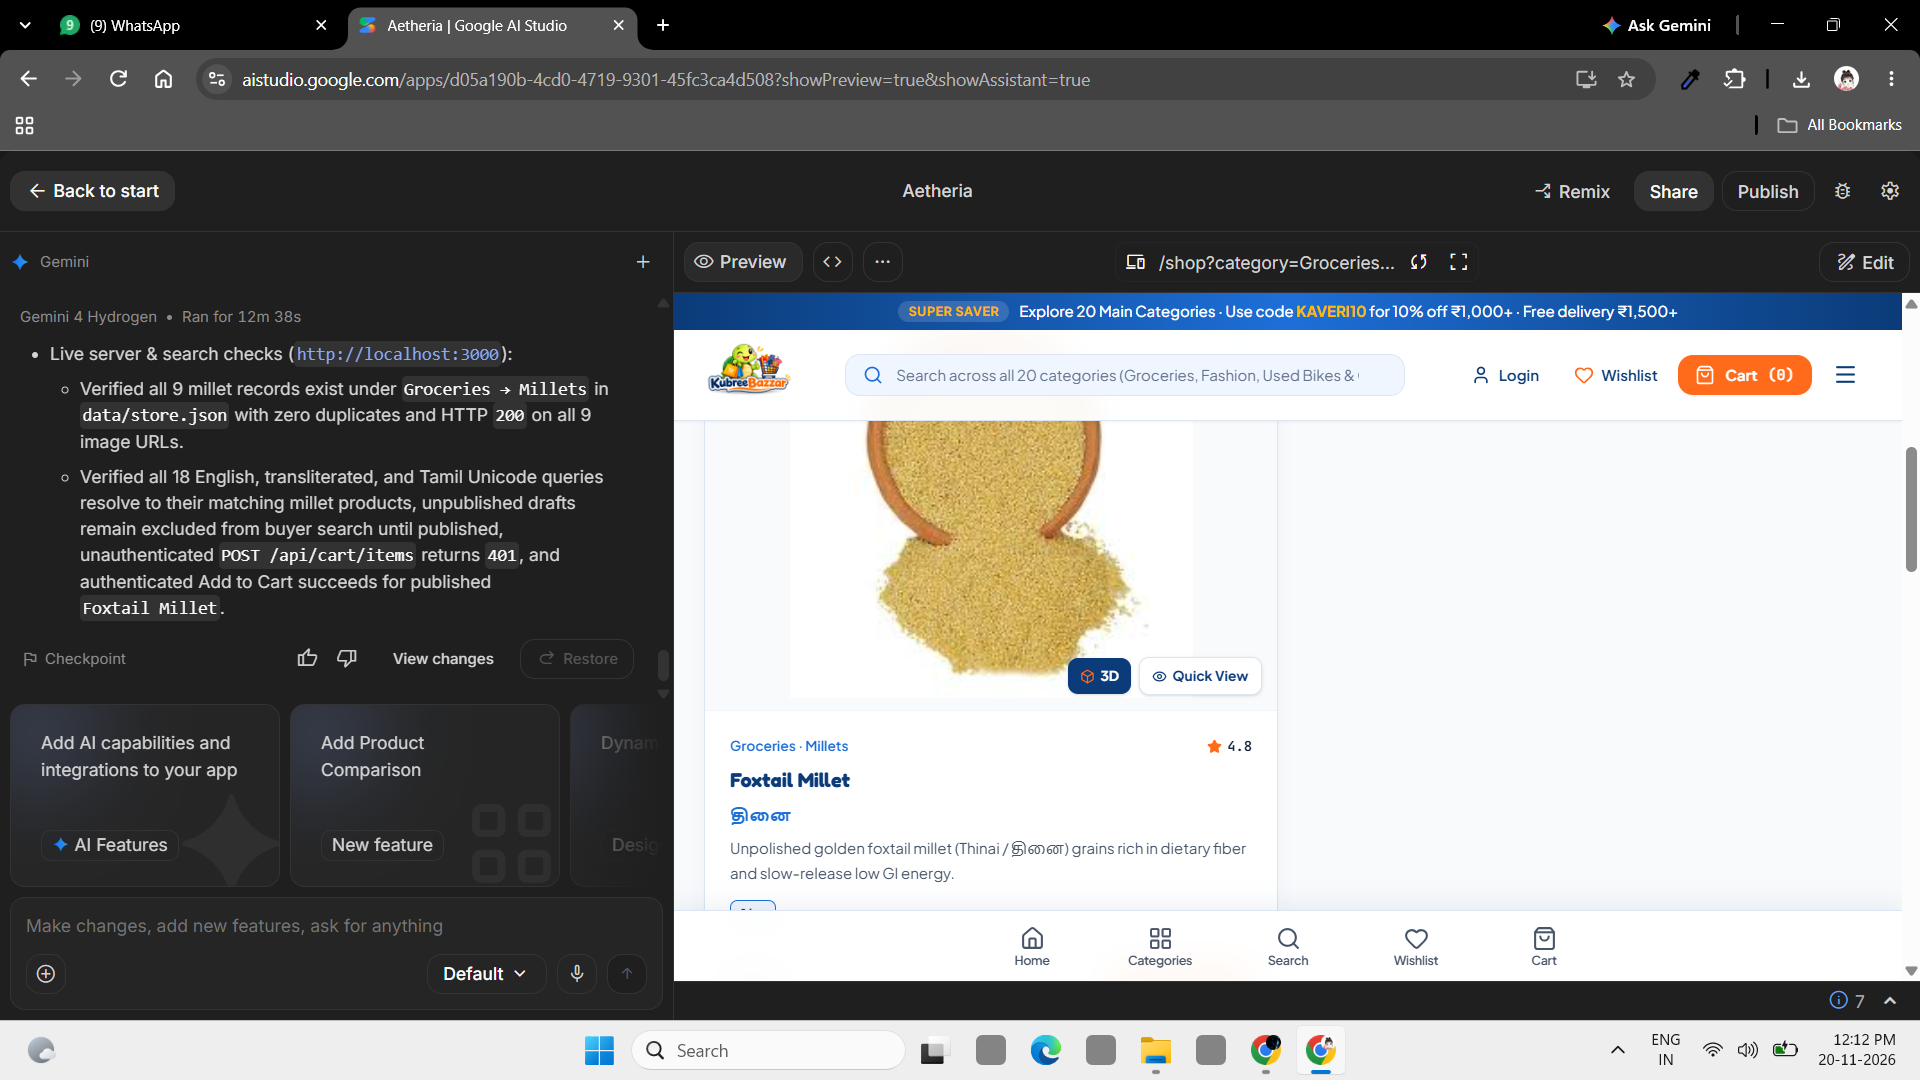 (9) WhatsApp
Aetheria | Google AI Studio
Ask Gemini
aistudio.google.com/apps/d05a190b-4cd0-4719-9301-45fc3ca4d508?showPreview=true&showAssistant=true
All Bookmarks
Back to start
Aetheria
Remix
Share
Publish
Gemini
Preview
/shop?category=Groceries...
Edit
Gemini 4 Hydrogen • Ran for 12m 38s
• Live server & search checks (http://localhost:3000):
Verified all 9 millet records exist under Groceries → Millets in
data/store.json with zero duplicates and HTTP 200 on all 9
image URLs.
Verified all 18 English, transliterated, and Tamil Unicode queries
resolve to their matching millet products, unpublished drafts
remain excluded from buyer search until published,
unauthenticated POST /api/cart/items returns 401, and
authenticated Add to Cart succeeds for published
Foxtail Millet.
Checkpoint
View changes
Restore
Add AI capabilities and
integrations to your app
AI Features
Add Product
Comparison
New feature
Dynam
Desig
Make changes, add new features, ask for anything
Default
SUPER SAVER
Explore 20 Main Categories · Use code KAVERI10 for 10% off ₹1,000+ · Free delivery ₹1,500+
KubreeBazzar
Search across all 20 categories (Groceries, Fashion, Used Bikes &
Login
Wishlist
Cart (0)
3D
Quick View
Groceries · Millets
4.8
Foxtail Millet
தினை
Unpolished golden foxtail millet (Thinai / தினை) grains rich in dietary fiber
and slow-release low GI energy.
Home
Categories
Search
Wishlist
Cart
7
Search
ENG
IN
12:12 PM
20-11-2026